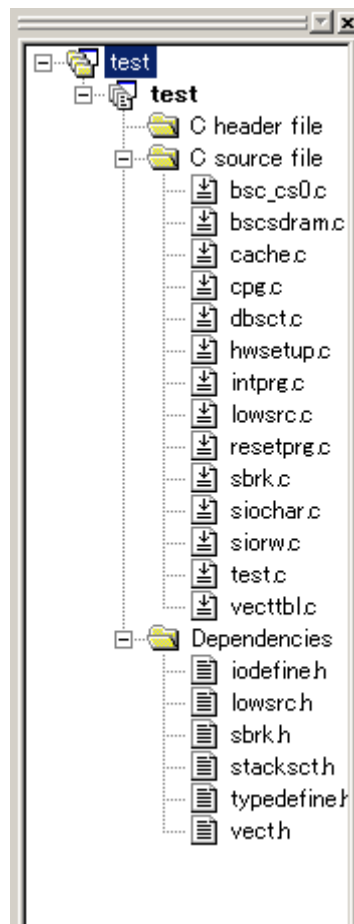 test
test
C header file
C source file
bsc_cs0.c
bscsdram.c
cache.c
cpg.c
dbsct.c
hwsetup.c
intprg.c
lowsrc.c
resetprg.c
sbrk.c
siochar.c
siorw.c
test.c
vecttbl.c
Dependencies
iodefine.h
lowsrc.h
sbrk.h
stacksct.h
typedefine.h
vect.h